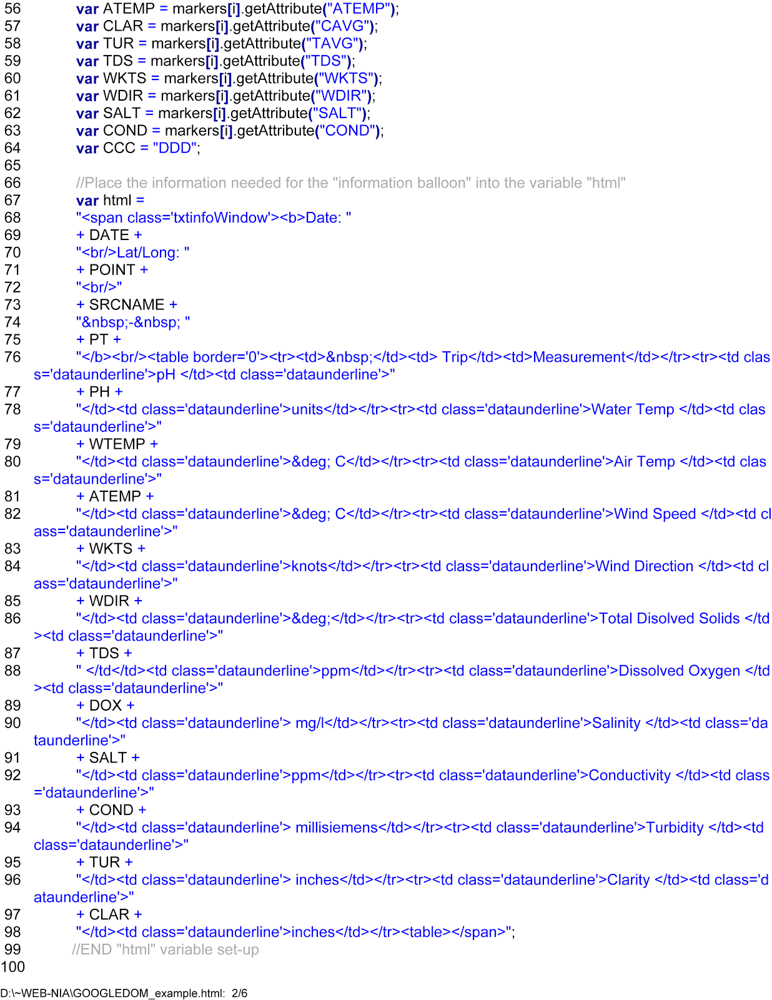 56 var ATEMP = markers[i].getAttribute("ATEMP");
57 var CLAR = markers[i].getAttribute("CAVG");
58 var TUR = markers[i].getAttribute("TAVG");
59 var TDS = markers[i].getAttribute("TDS");
60 var WKTS = markers[i].getAttribute("WKTS");
61 var WDIR = markers[i].getAttribute("WDIR");
62 var SALT = markers[i].getAttribute("SALT");
63 var COND = markers[i].getAttribute("COND");
64 var CCC = "DDD";
65
66 //Place the information needed for the "information balloon" into the variable "html"
67 var html =
68 "<span class='txtinfoWindow'><b>Date: "
69 + DATE +
70 "<br/>Lat/Long: "
71 + POINT +
72 "<br/>"
73 + SRCNAME +
74 "&nbsp;-&nbsp; "
75 + PT +
76 "</b><br/><table border='0'><tr><td>&nbsp;</td><td> Trip</td><td>Measurement</td></tr><tr><td clas
s='dataunderline'>pH </td><td class='dataunderline'>"
77 + PH +
78 "</td><td class='dataunderline'>units</td></tr><tr><td class='dataunderline'>Water Temp </td><td clas
s='dataunderline'>"
79 + WTEMP +
80 "</td><td class='dataunderline'>&deg; C</td></tr><tr><td class='dataunderline'>Air Temp </td><td clas
s='dataunderline'>"
81 + ATEMP +
82 "</td><td class='dataunderline'>&deg; C</td></tr><tr><td class='dataunderline'>Wind Speed </td><td cl
ass='dataunderline'>"
83 + WKTS +
84 "</td><td class='dataunderline'>knots</td></tr><tr><td class='dataunderline'>Wind Direction </td><td cl
ass='dataunderline'>"
85 + WDIR +
86 "</td><td class='dataunderline'>&deg;</td></tr><tr><td class='dataunderline'>Total Disolved Solids </td
><td class='dataunderline'>"
87 + TDS +
88 " </td</td><td class='dataunderline'>ppm</td></tr><tr><td class='dataunderline'>Dissolved Oxygen </td
><td class='dataunderline'>"
89 + DOX +
90 "</td><td class='dataunderline'> mg/l</td></tr><tr><td class='dataunderline'>Salinity </td><td class='da
taunderline'>"
91 + SALT +
92 "</td><td class='dataunderline'>ppm</td></tr><tr><td class='dataunderline'>Conductivity </td><td class
='dataunderline'>"
93 + COND +
94 "</td><td class='dataunderline'> millisiemens</td></tr><tr><td class='dataunderline'>Turbidity </td><td
class='dataunderline'>"
95 + TUR +
96 "</td><td class='dataunderline'> inches</td></tr><tr><td class='dataunderline'>Clarity </td><td class='d
ataunderline'>"
97 + CLAR +
98 "</td><td class='dataunderline'>inches</td></tr><table></span>";
99 //END "html" variable set-up
100
D:\~WEB-NIA\GOOGLEDOM_example.html: 2/6